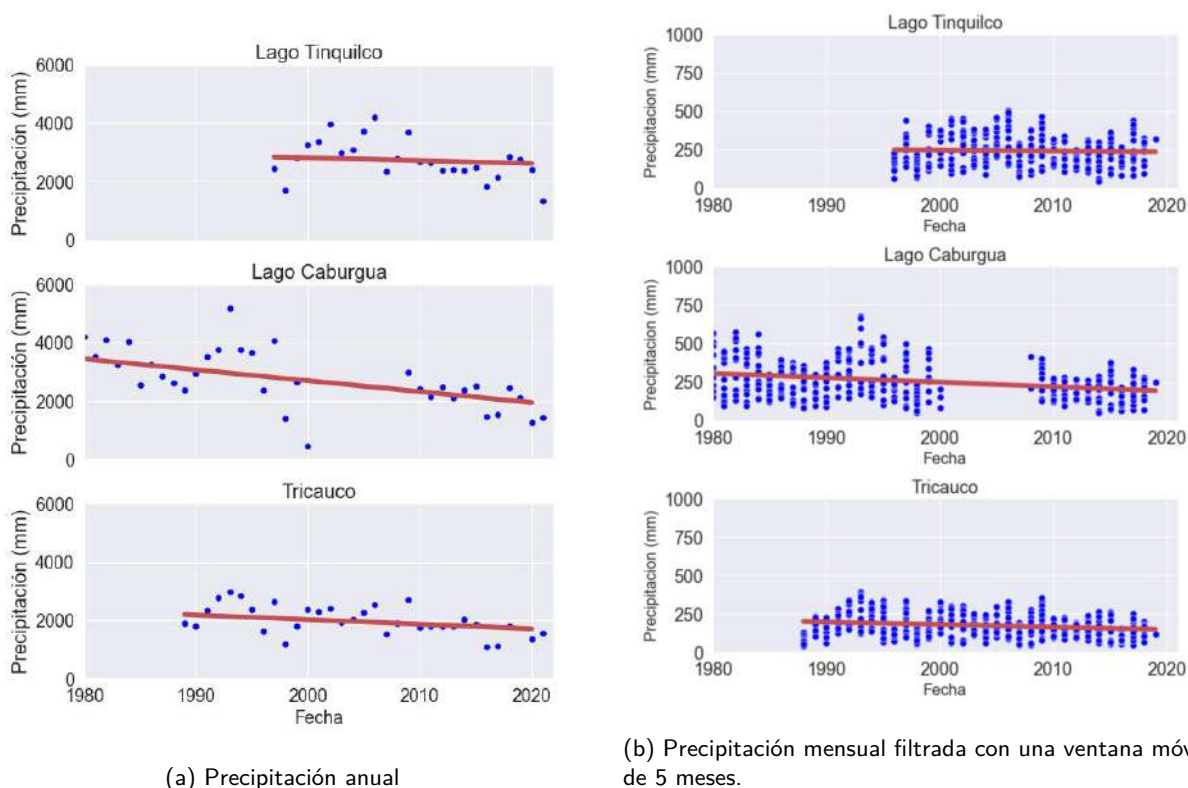 Lago Tinquilco
Precipitación (mm)
6000
4000
2000
0
Lago Caburgua
Precipitación (mm)
6000
4000
2000
0
Tricauco
Precipitación (mm)
6000
4000
2000
0
1980
1990
2000
2010
2020
Fecha
(a) Precipitación anual
Lago Tinquilco
Precipitacion (mm)
1000
750
500
250
0
1980
1990
2000
2010
2020
Fecha
Lago Caburgua
Precipitacion (mm)
1000
750
500
250
0
1980
1990
2000
2010
2020
Fecha
Tricauco
Precipitacion (mm)
1000
750
500
250
0
1980
1990
2000
2010
2020
Fecha
(b) Precipitación mensual filtrada con una ventana móv
de 5 meses.